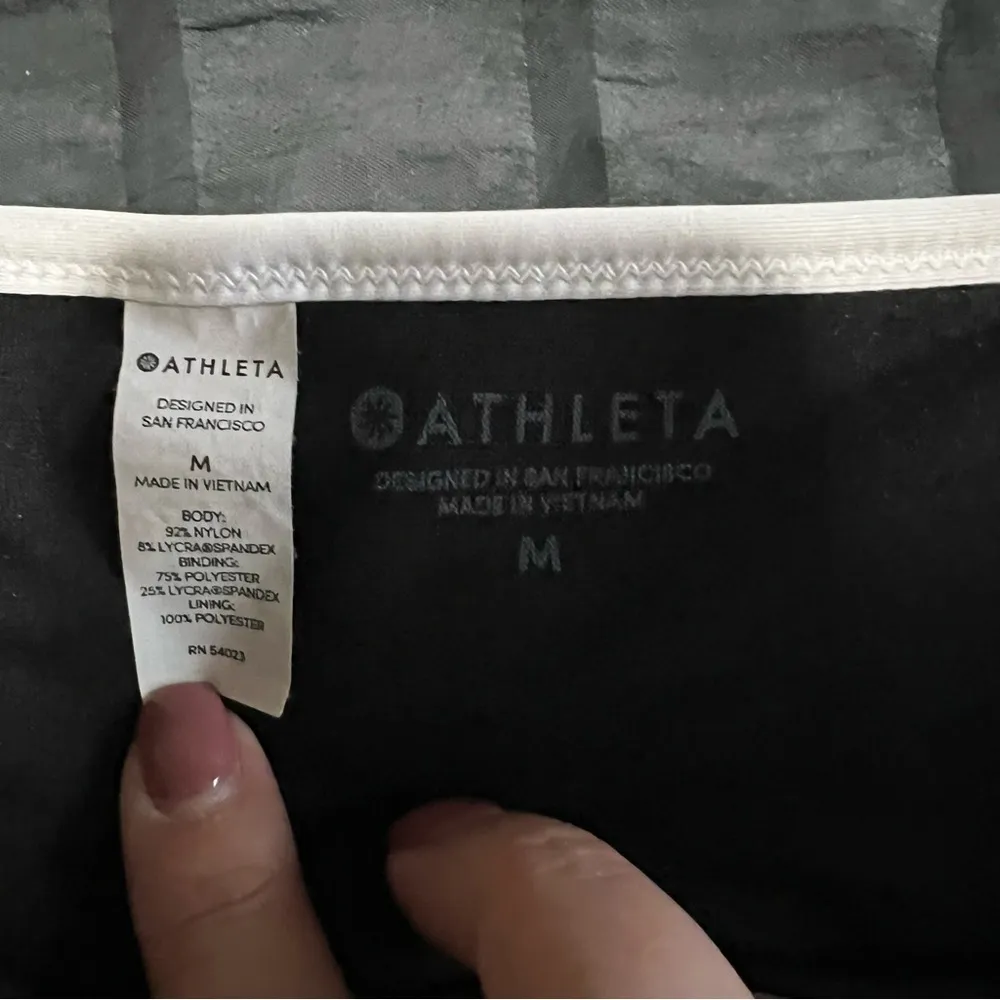 ATHLETA
DESIGNED IN
SAN FRANCISCO
M
MADE IN VIETNAM
BODY:
92% NYLON
8% LYCRA®SPANDEX
BINDING:
75% POLYESTER
25% LYCRA®SPANDEX
LINING:
100% POLYESTER
RN 54023
ATHLETA
DESIGNED IN SAN FRANCISCO
MADE IN VIETNAM
M